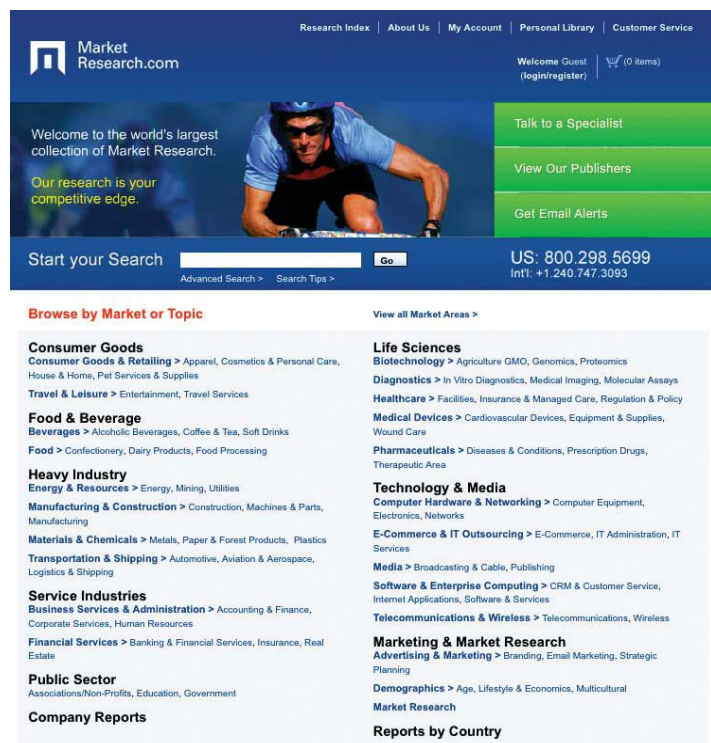 Research Index | About Us | My Account | Personal Library | Customer Service
Market
Research.com
Welcome Guest
(login/register)
(0 items)
Welcome to the world's largest
collection of Market Research.
Our research is your
competitive edge.
Talk to a Specialist
View Our Publishers
Get Email Alerts
Start your Search
Go
Advanced Search >
Search Tips >
US: 800.298.5699
Int'l: +1.240.747.3093
Browse by Market or Topic
View all Market Areas >
Consumer Goods
Consumer Goods & Retailing > Apparel, Cosmetics & Personal Care,
House & Home, Pet Services & Supplies
Travel & Leisure > Entertainment, Travel Services
Food & Beverage
Beverages > Alcoholic Beverages, Coffee & Tea, Soft Drinks
Food > Confectionery, Dairy Products, Food Processing
Heavy Industry
Energy & Resources > Energy, Mining, Utilities
Manufacturing & Construction > Construction, Machines & Parts,
Manufacturing
Materials & Chemicals > Metals, Paper & Forest Products, Plastics
Transportation & Shipping > Automotive, Aviation & Aerospace,
Logistics & Shipping
Service Industries
Business Services & Administration > Accounting & Finance,
Corporate Services, Human Resources
Financial Services > Banking & Financial Services, Insurance, Real
Estate
Public Sector
Associations/Non-Profits, Education, Government
Company Reports
Life Sciences
Biotechnology > Agriculture GMO, Genomics, Proteomics
Diagnostics > In Vitro Diagnostics, Medical Imaging, Molecular Assays
Healthcare > Facilities, Insurance & Managed Care, Regulation & Policy
Medical Devices > Cardiovascular Devices, Equipment & Supplies,
Wound Care
Pharmaceuticals > Diseases & Conditions, Prescription Drugs,
Therapeutic Area
Technology & Media
Computer Hardware & Networking > Computer Equipment,
Electronics, Networks
E-Commerce & IT Outsourcing > E-Commerce, IT Administration, IT
Services
Media > Broadcasting & Cable, Publishing
Software & Enterprise Computing > CRM & Customer Service,
Internet Applications, Software & Services
Telecommunications & Wireless > Telecommunications, Wireless
Marketing & Market Research
Advertising & Marketing > Branding, Email Marketing, Strategic
Planning
Demographics > Age, Lifestyle & Economics, Multicultural
Market Research
Reports by Country